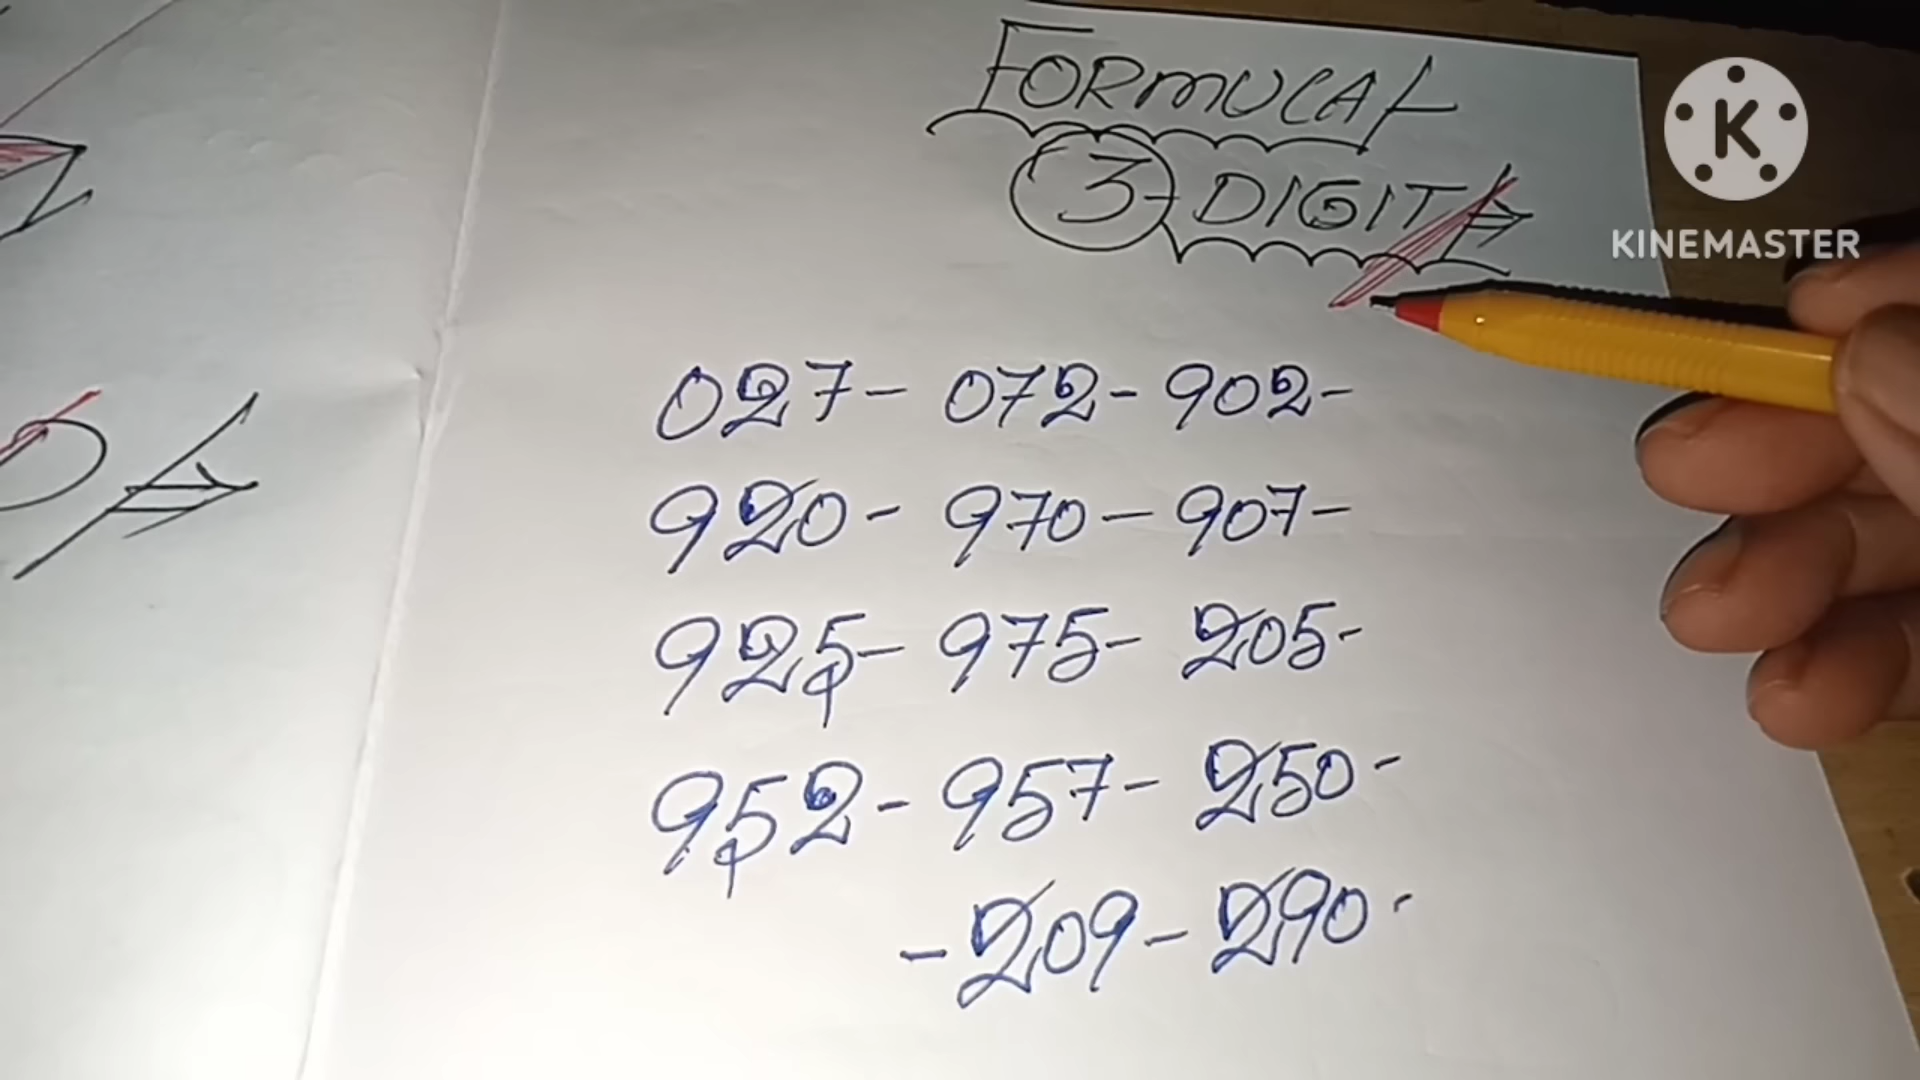 FORMULA
3-DIGIT
K
KINEMASTER
027- 072- 902-
920- 970- 907-
925- 975- 205-
952- 957- 250-
-209- 290-